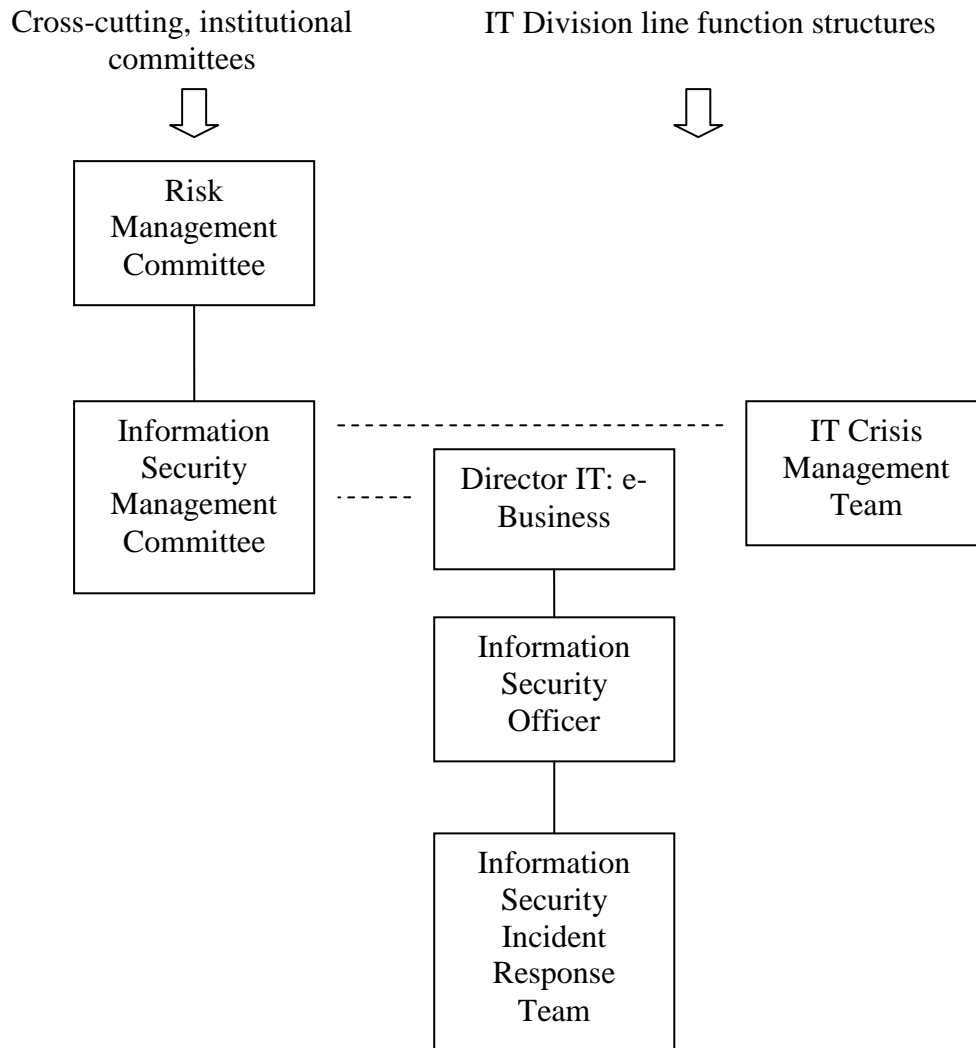 Cross-cutting, institutional
committees
IT Division line function structures
Risk
Management
Committee
Information
Security
Management
Committee
Director IT: e-
Business
IT Crisis
Management
Team
Information
Security
Officer
Information
Security
Incident
Response
Team